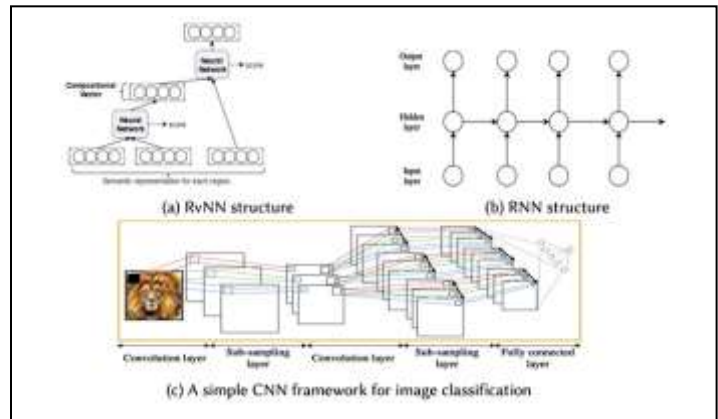 Neural
Network
score
Compositional
Vector
Neural
Network
score
Semantic representation for each region
(a) RvNN structure
Output
layer
Hidden
layer
Input
layer
(b) RNN structure
Convolution layer
Sub-sampling
layer
Convolution layer
Sub-sampling
layer
Fully connected
layer
(c) A simple CNN framework for image classification